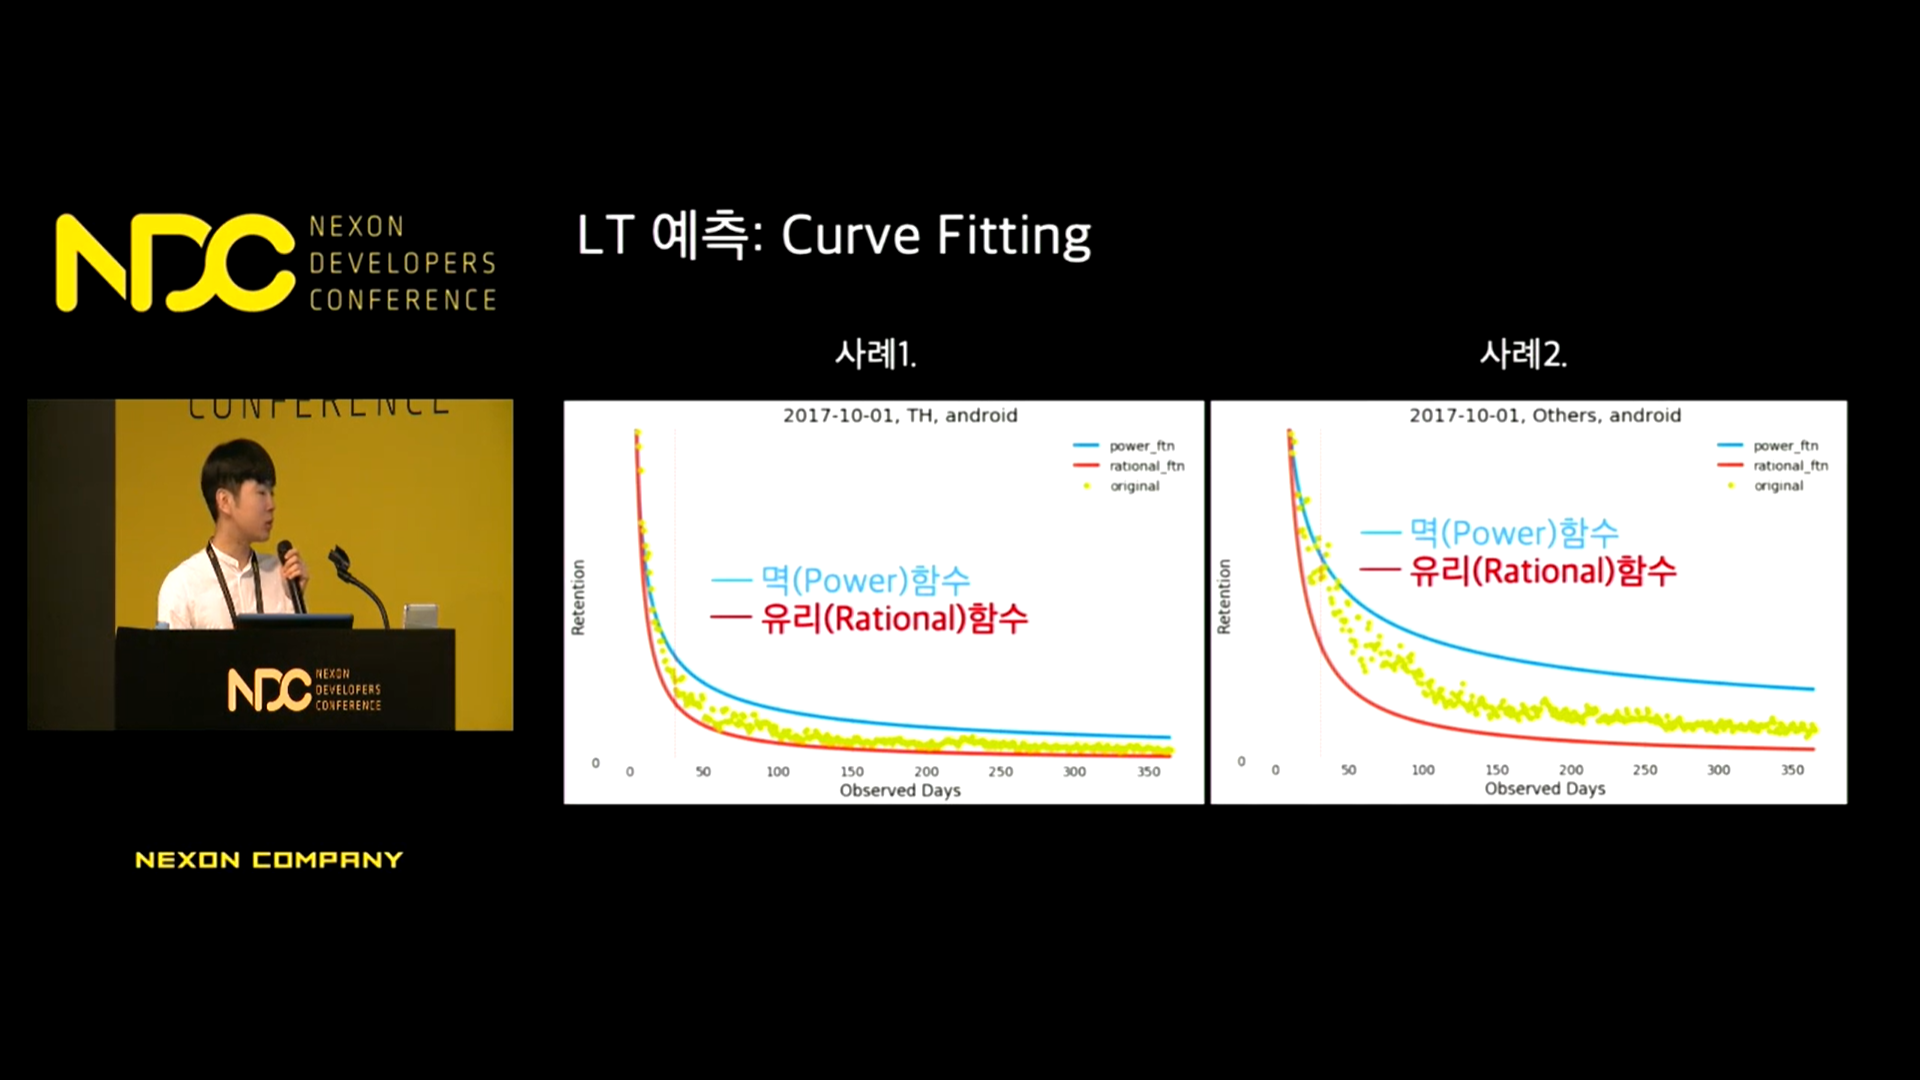 NDC
NEXON
DEVELOPERS
CONFERENCE
LT 예측: Curve Fitting
사례1.
2017-10-01, TH, android
power_ftn
rational_ftn
original
멱(Power)함수
유리(Rational)함수
Retention
0
0 50 100 150 200 250 300 350
Observed Days
사례2.
2017-10-01, Others, android
power_ftn
rational_ftn
original
멱(Power)함수
유리(Rational)함수
Retention
0
0 50 100 150 200 250 300 350
Observed Days
CONFERENCE
NDC
NEXON
DEVELOPERS
CONFERENCE
NEXON COMPANY